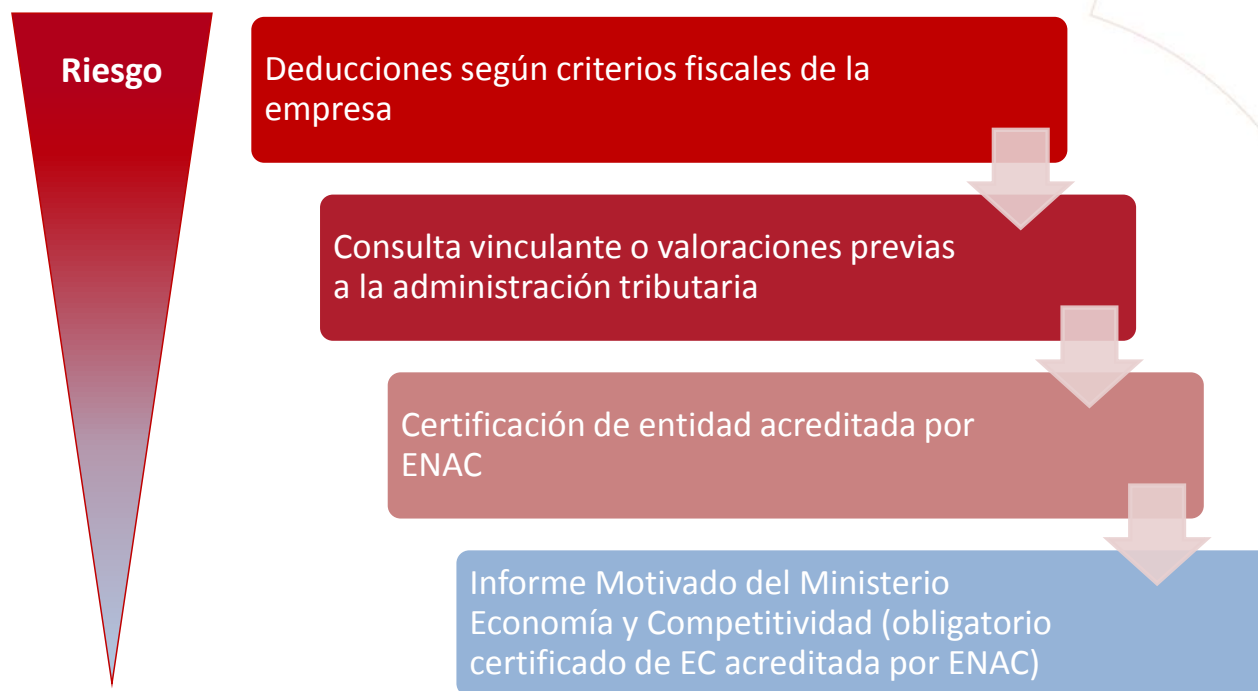 Riesgo
Deducciones según criterios fiscales de la
empresa
Consulta vinculante o valoraciones previas
a la administración tributaria
Certificación de entidad acreditada por
ENAC
Informe Motivado del Ministerio
Economía y Competitividad (obligatorio
certificado de EC acreditada por ENAC)